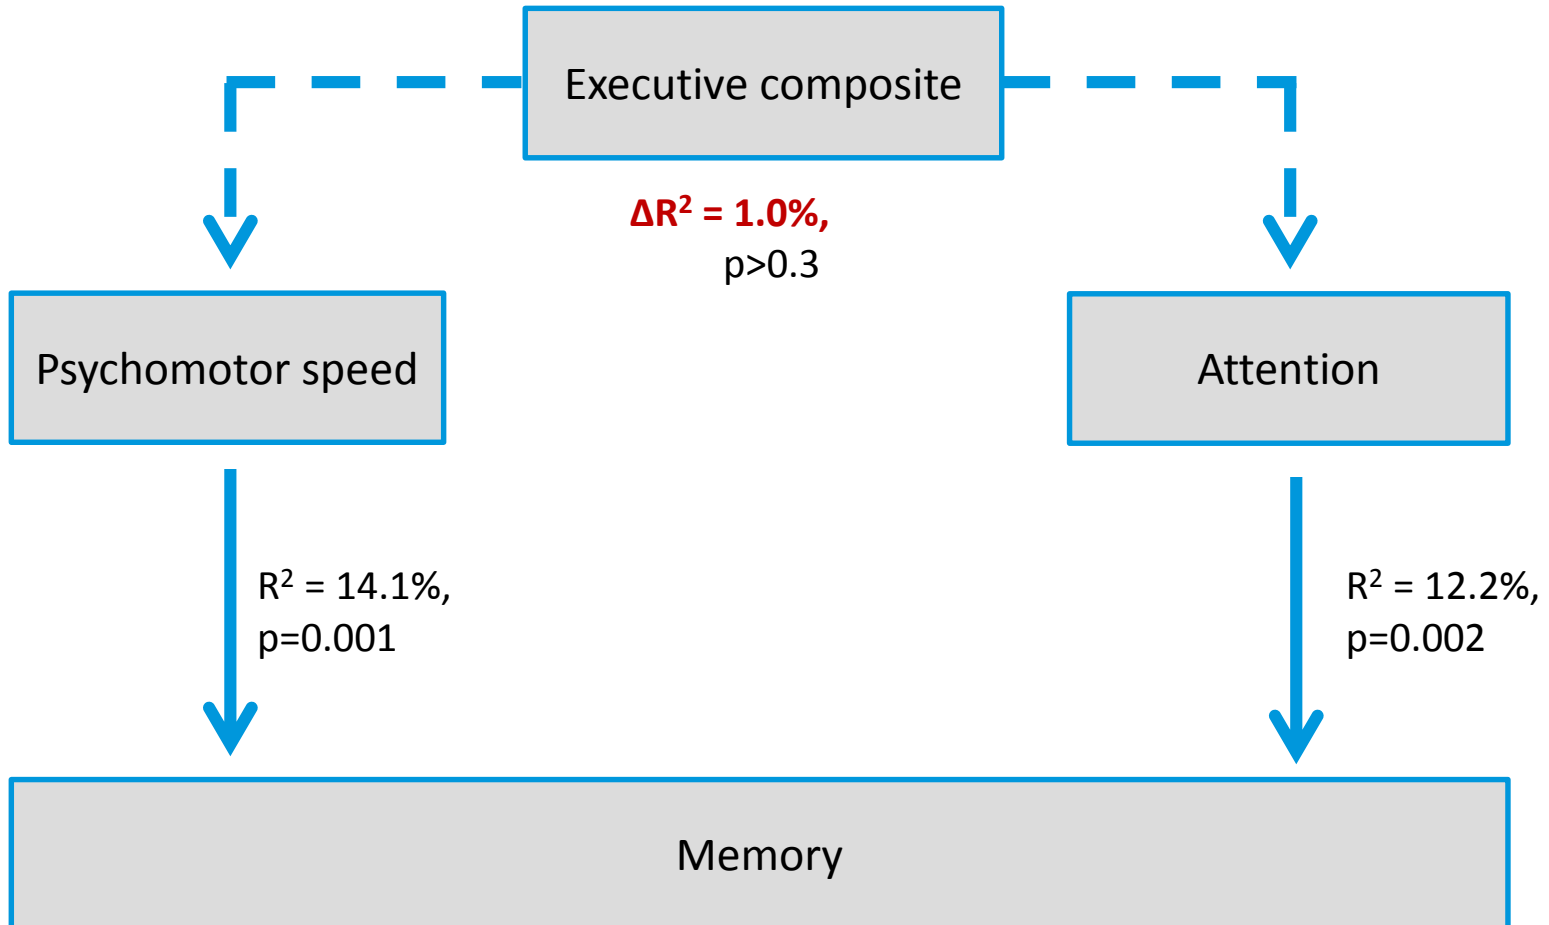 Executive composite
ΔR² = 1.0%,
p>0.3
Psychomotor speed
Attention
R² = 14.1%,
p=0.001
R² = 12.2%,
p=0.002
Memory